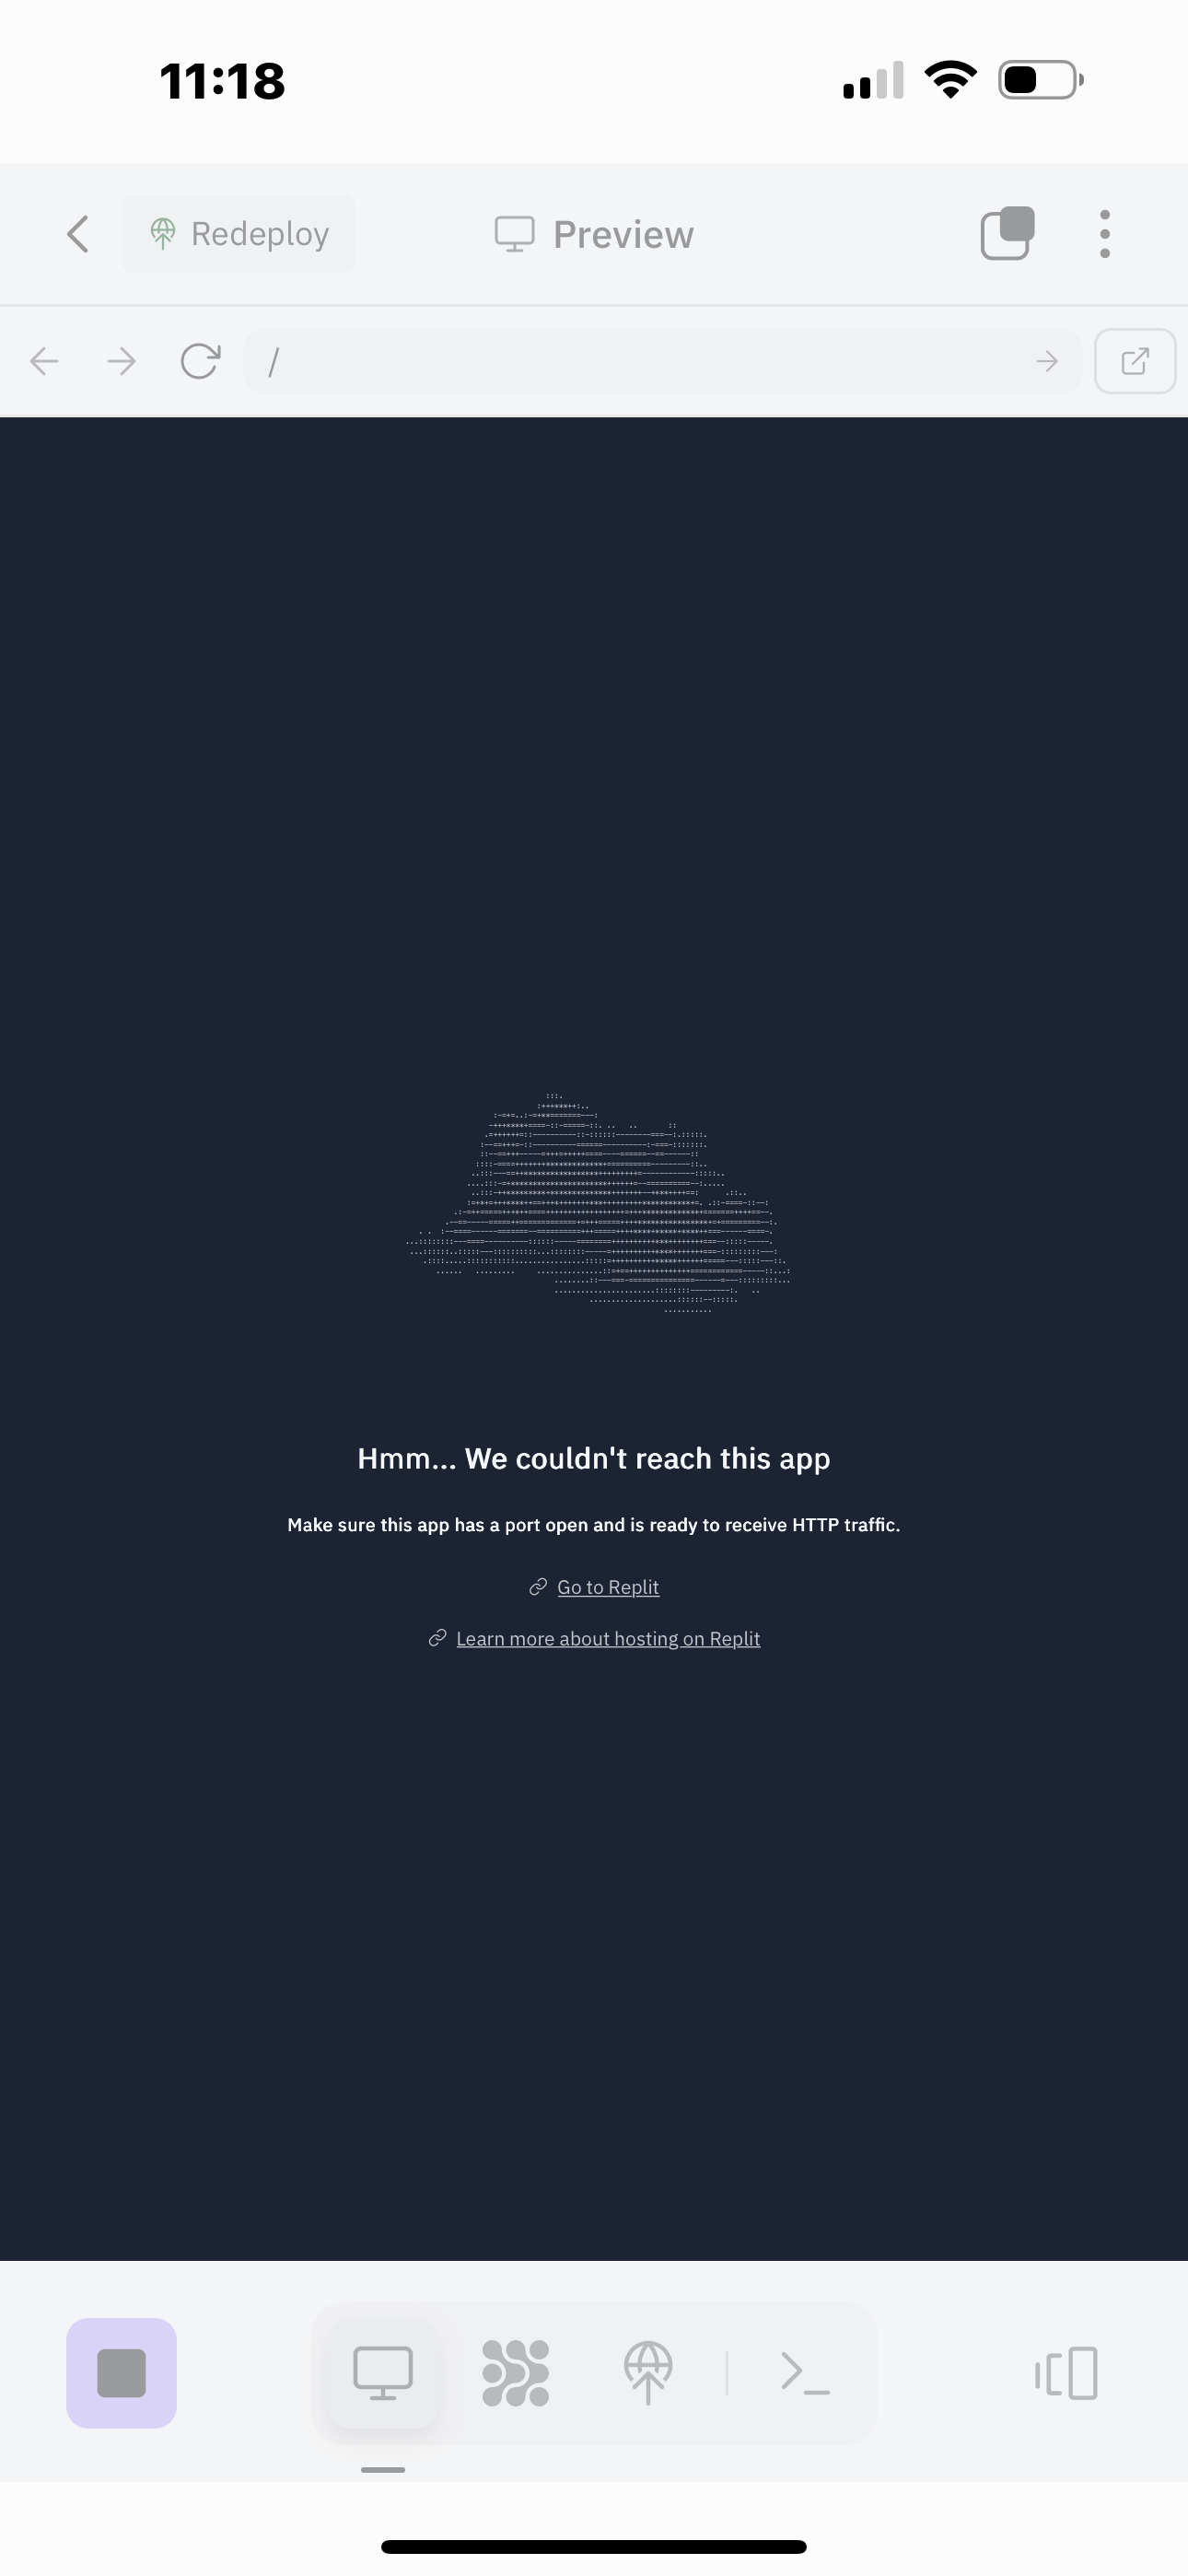 11:18
Redeploy
Preview
/
Hmm... We couldn't reach this app
Make sure this app has a port open and is ready to receive HTTP traffic.
Go to Replit
Learn more about hosting on Replit